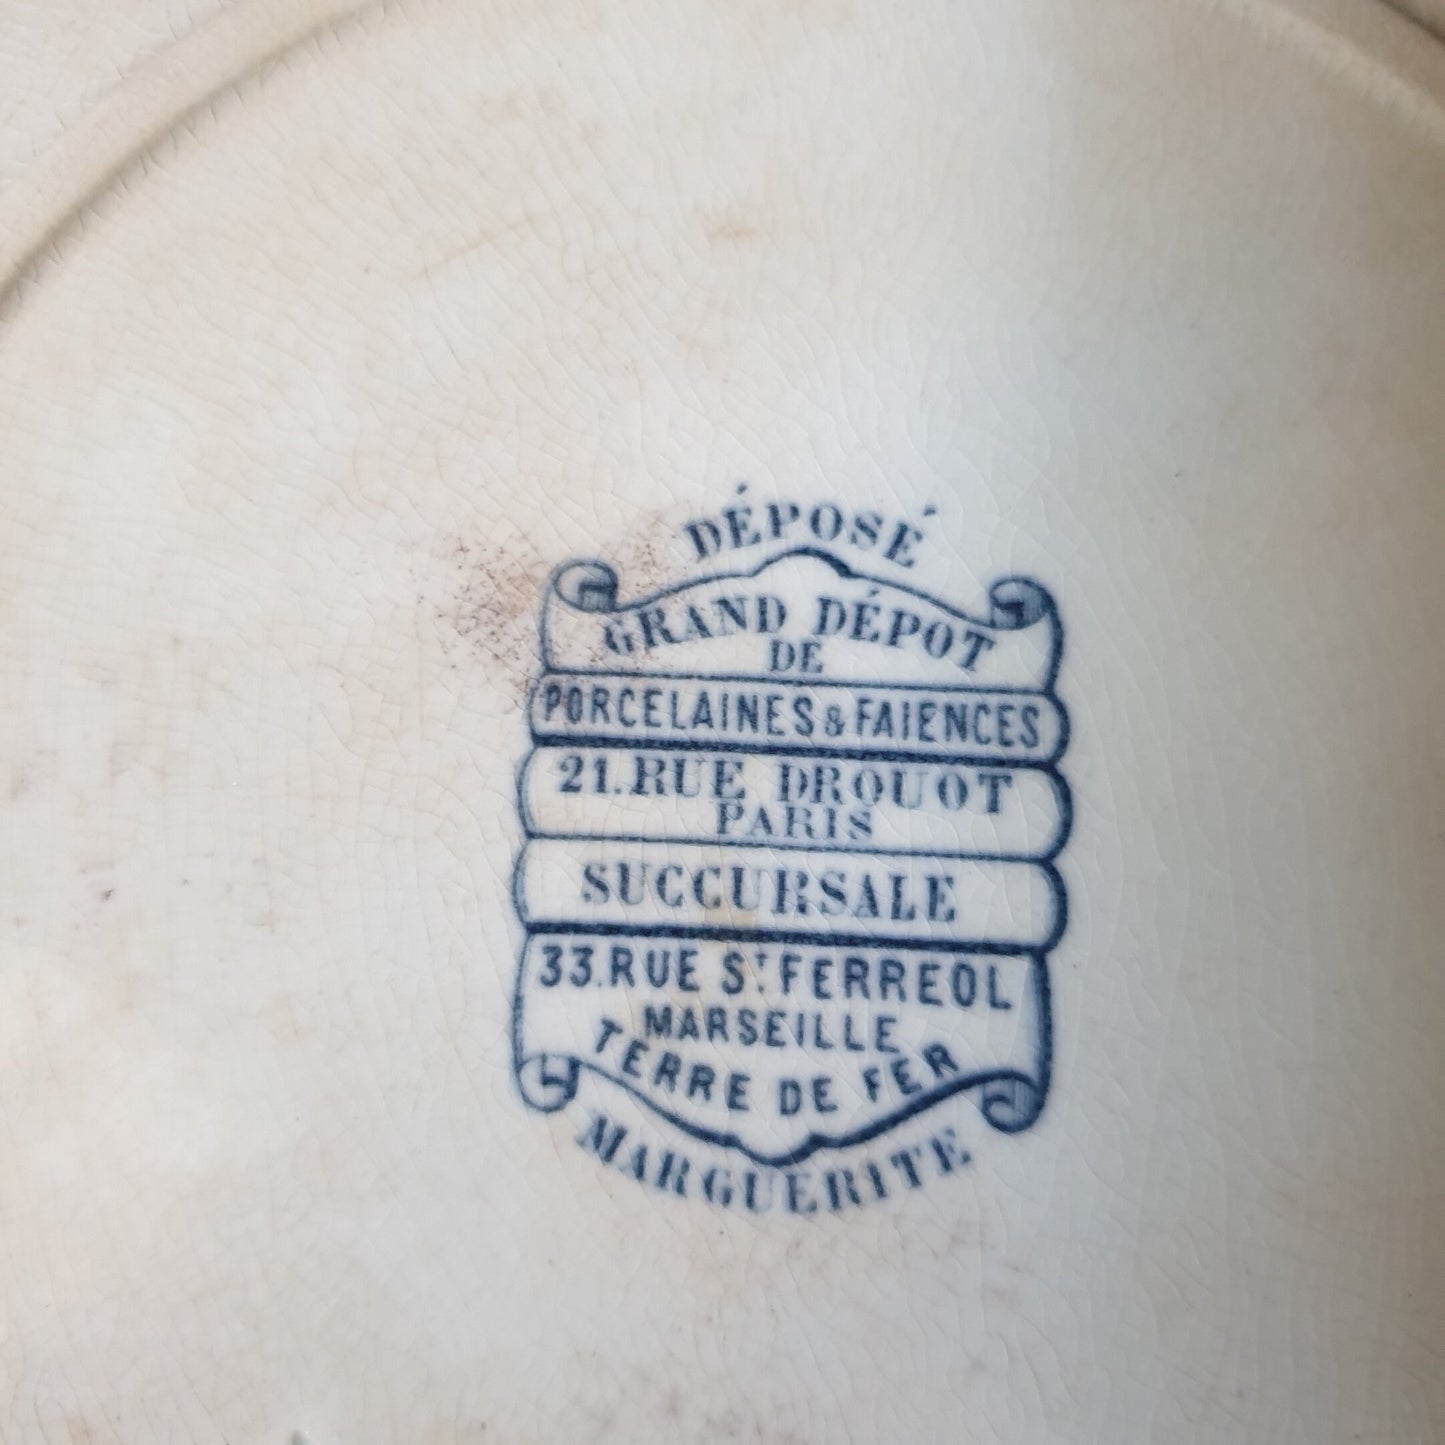 DÉPOSÉ
GRAND DÉPOT
DE
PORCELAINES & FAIENCES
21. RUE DROUOT
PARIS
SUCCURSALE
33. RUE ST. FERREOL
MARSEILLE
TERRE DE FER
MARGUERITE